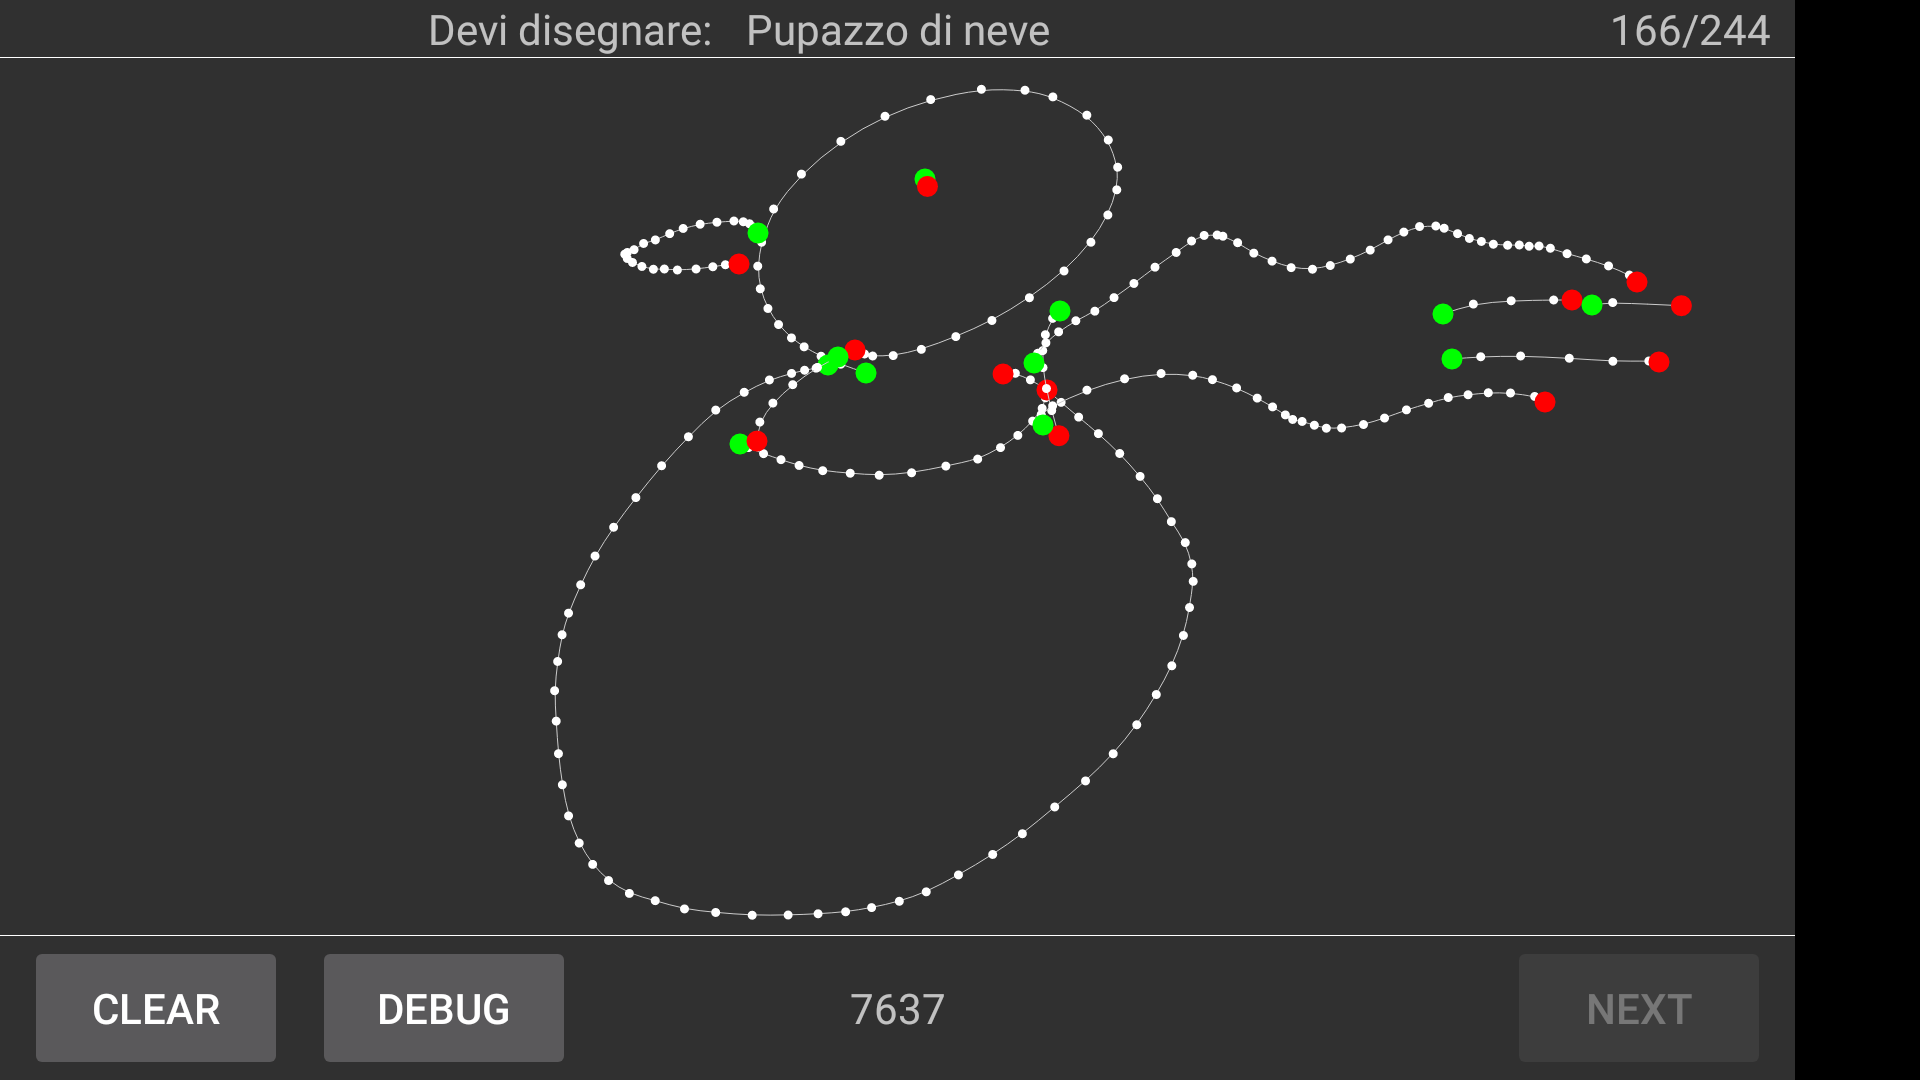 Devi disegnare: Pupazzo di neve
166/244
CLEAR
DEBUG
7637
NEXT